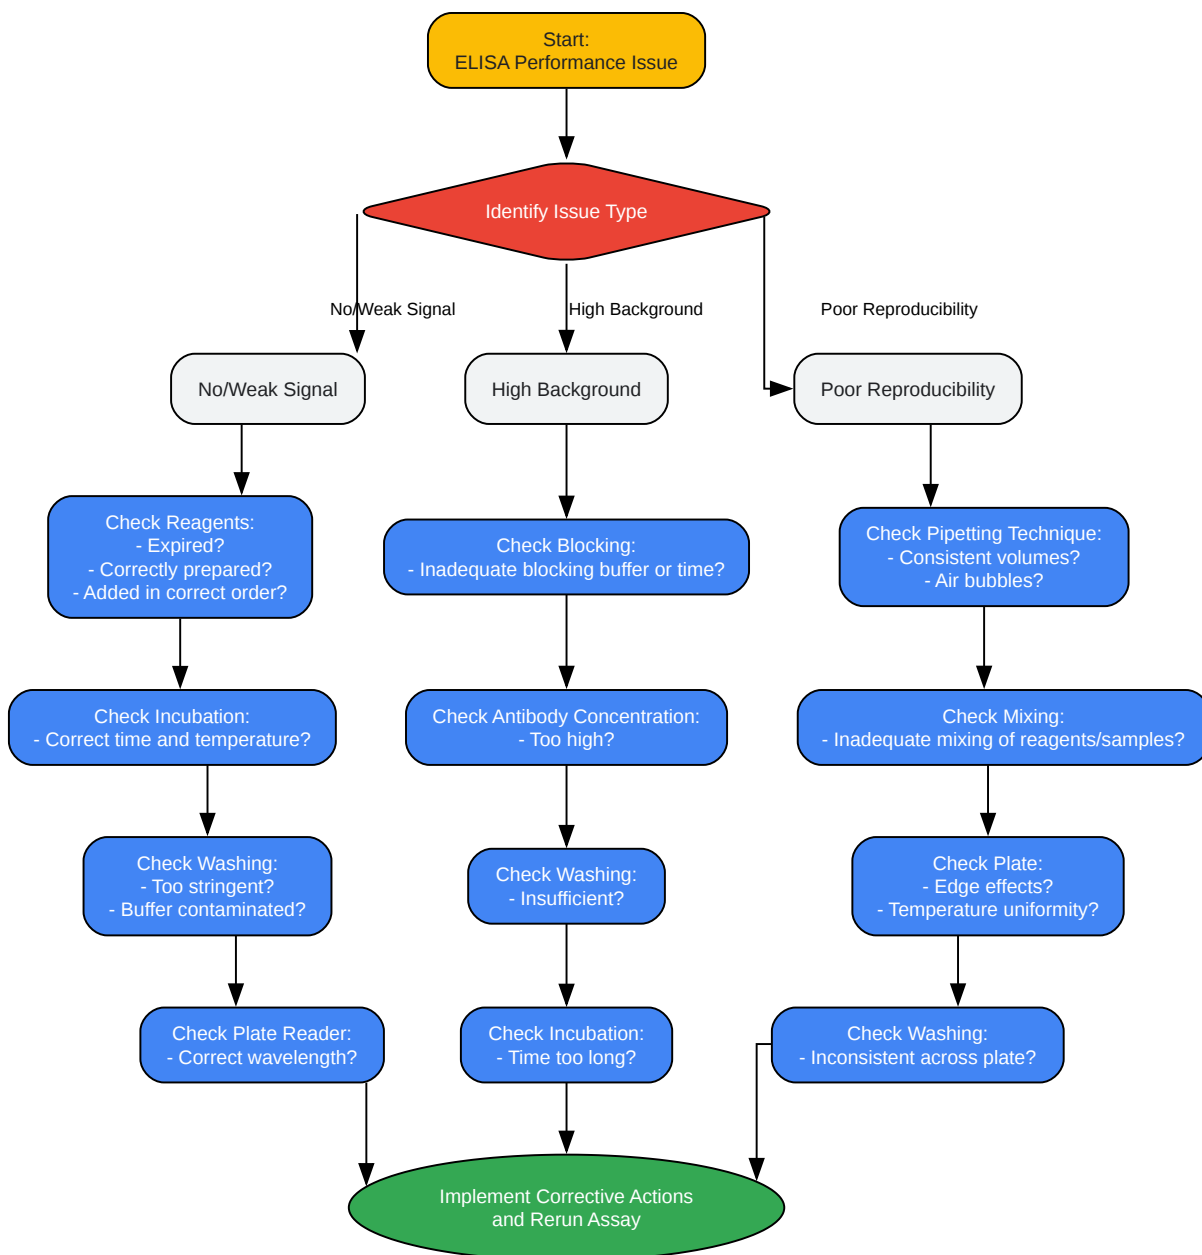 Start:
ELISA Performance Issue
Identify Issue Type
No/Weak Signal
High Background
Poor Reproducibility
No/Weak Signal
High Background
Poor Reproducibility
Check Reagents:
- Expired?
- Correctly prepared?
- Added in correct order?
Check Blocking:
- Inadequate blocking buffer or time?
Check Pipetting Technique:
- Consistent volumes?
- Air bubbles?
Check Incubation:
- Correct time and temperature?
Check Antibody Concentration:
- Too high?
Check Mixing:
- Inadequate mixing of reagents/samples?
Check Washing:
- Too stringent?
- Buffer contaminated?
Check Washing:
- Insufficient?
Check Plate:
- Edge effects?
- Temperature uniformity?
Check Plate Reader:
- Correct wavelength?
Check Incubation:
- Time too long?
Check Washing:
- Inconsistent across plate?
Implement Corrective Actions
and Rerun Assay